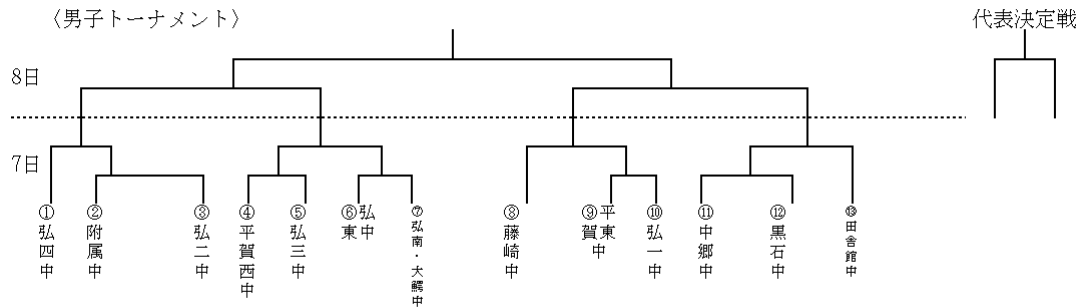 〈男子トーナメント〉
代表決定戦
8日
7日
①弘四中
②附属中
③弘二中
④平賀西中
⑤弘三中
⑥弘
東中
⑦弘南・大鰐中
⑧藤崎中
⑨平東
賀中
⑩弘一中
⑪中郷中
⑫黒石中
⑬田舎館中